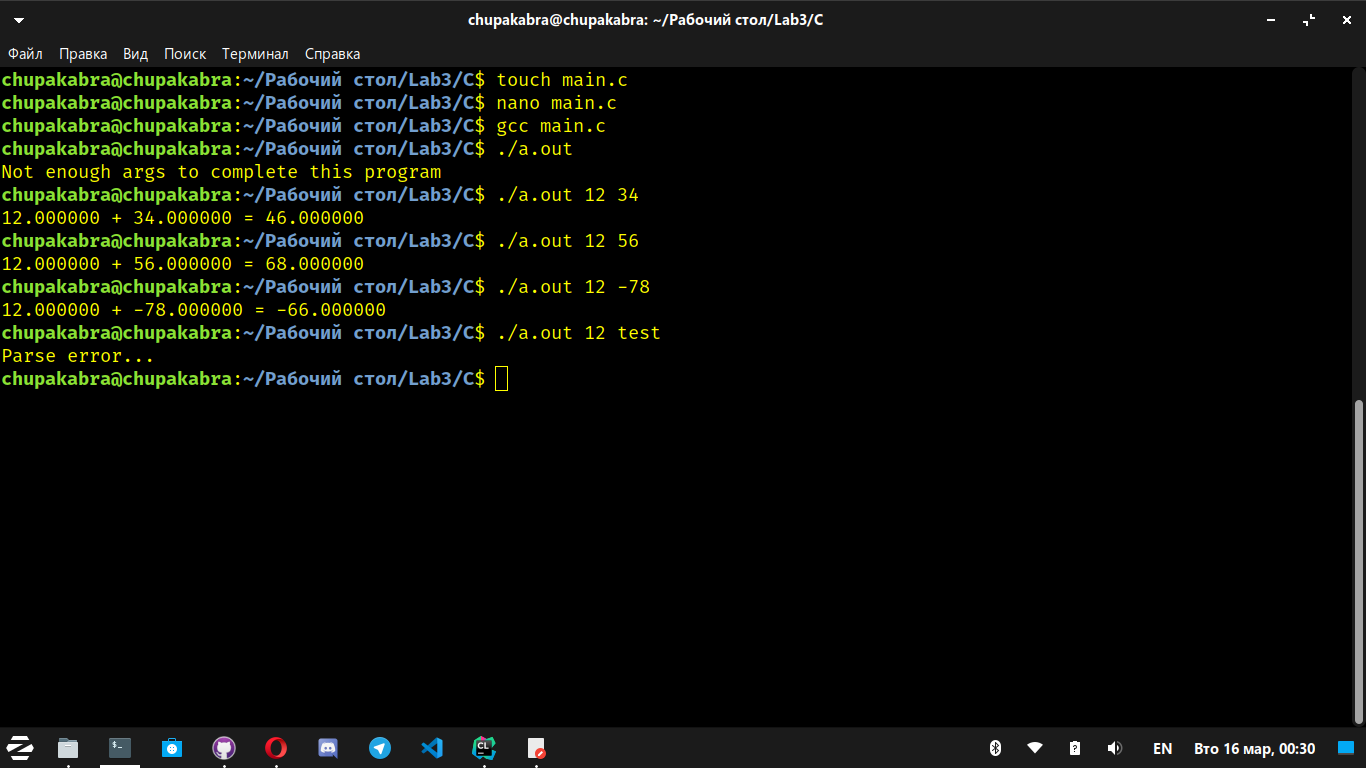 chupakabra@chupakabra: ~/Рабочий стол/Lab3/C
Файл Правка Вид Поиск Терминал Справка
chupakabra@chupakabra:~/Рабочий стол/Lab3/C$ touch main.c
chupakabra@chupakabra:~/Рабочий стол/Lab3/C$ nano main.c
chupakabra@chupakabra:~/Рабочий стол/Lab3/C$ gcc main.c
chupakabra@chupakabra:~/Рабочий стол/Lab3/C$ ./a.out
Not enough args to complete this program
chupakabra@chupakabra:~/Рабочий стол/Lab3/C$ ./a.out 12 34
12.000000 + 34.000000 = 46.000000
chupakabra@chupakabra:~/Рабочий стол/Lab3/C$ ./a.out 12 56
12.000000 + 56.000000 = 68.000000
chupakabra@chupakabra:~/Рабочий стол/Lab3/C$ ./a.out 12 -78
12.000000 + -78.000000 = -66.000000
chupakabra@chupakabra:~/Рабочий стол/Lab3/C$ ./a.out 12 test
Parse error...
chupakabra@chupakabra:~/Рабочий стол/Lab3/C$
$- CL EN Вто 16 мар, 00:30